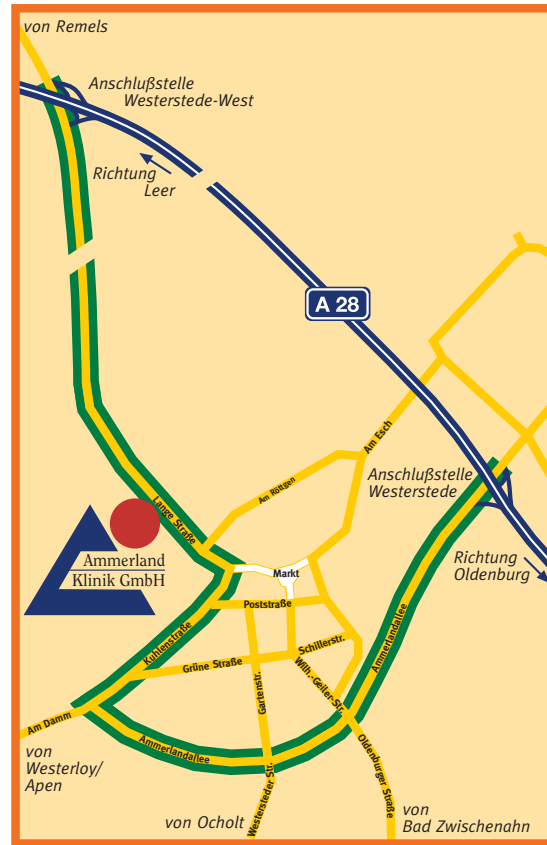 von Remels
Anschlußstelle
Westerstede-West
Richtung
Leer
A 28
Am Esch
Am Röttgen
Anschlußstelle
Westerstede
Lange Straße
Ammerland
Klinik GmbH
Richtung
Oldenburg
Markt
Poststraße
Kuhlenstraße
Schillerstr.
Grüne Straße
Wilh.-Geiler-Str.
Gartenstr.
Ammerlandallee
Am Damm
Ammerlandallee
von
Westerloy/
Apen
Oldenburger Straße
Westersteder Str.
von Ocholt
von
Bad Zwischenahn